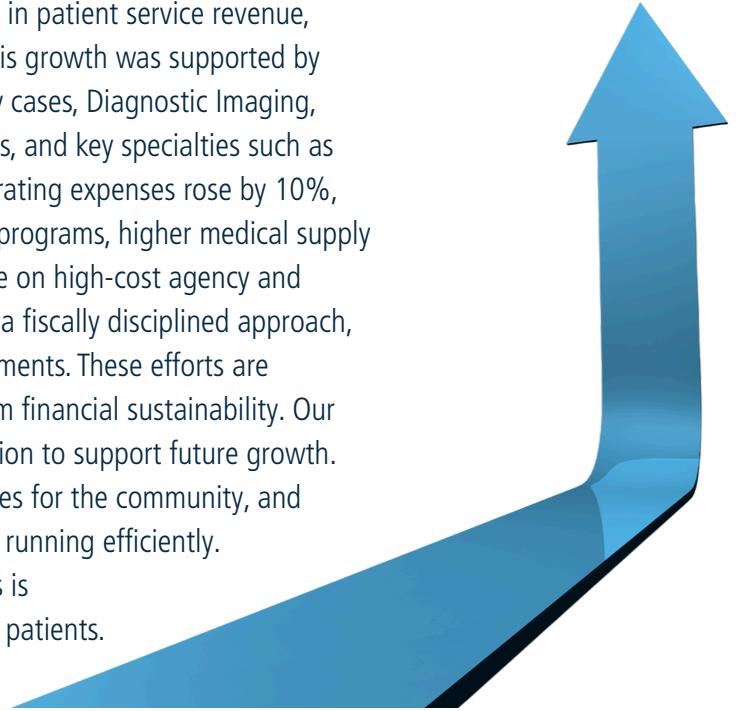 in patient service revenue,
is growth was supported by
cases, Diagnostic Imaging,
s, and key specialties such as
rating expenses rose by 10%,
programs, higher medical supply
e on high-cost agency and
a fiscally disciplined approach,
ments. These efforts are
m financial sustainability. Our
ion to support future growth.
es for the community, and
running efficiently.
s is
patients.